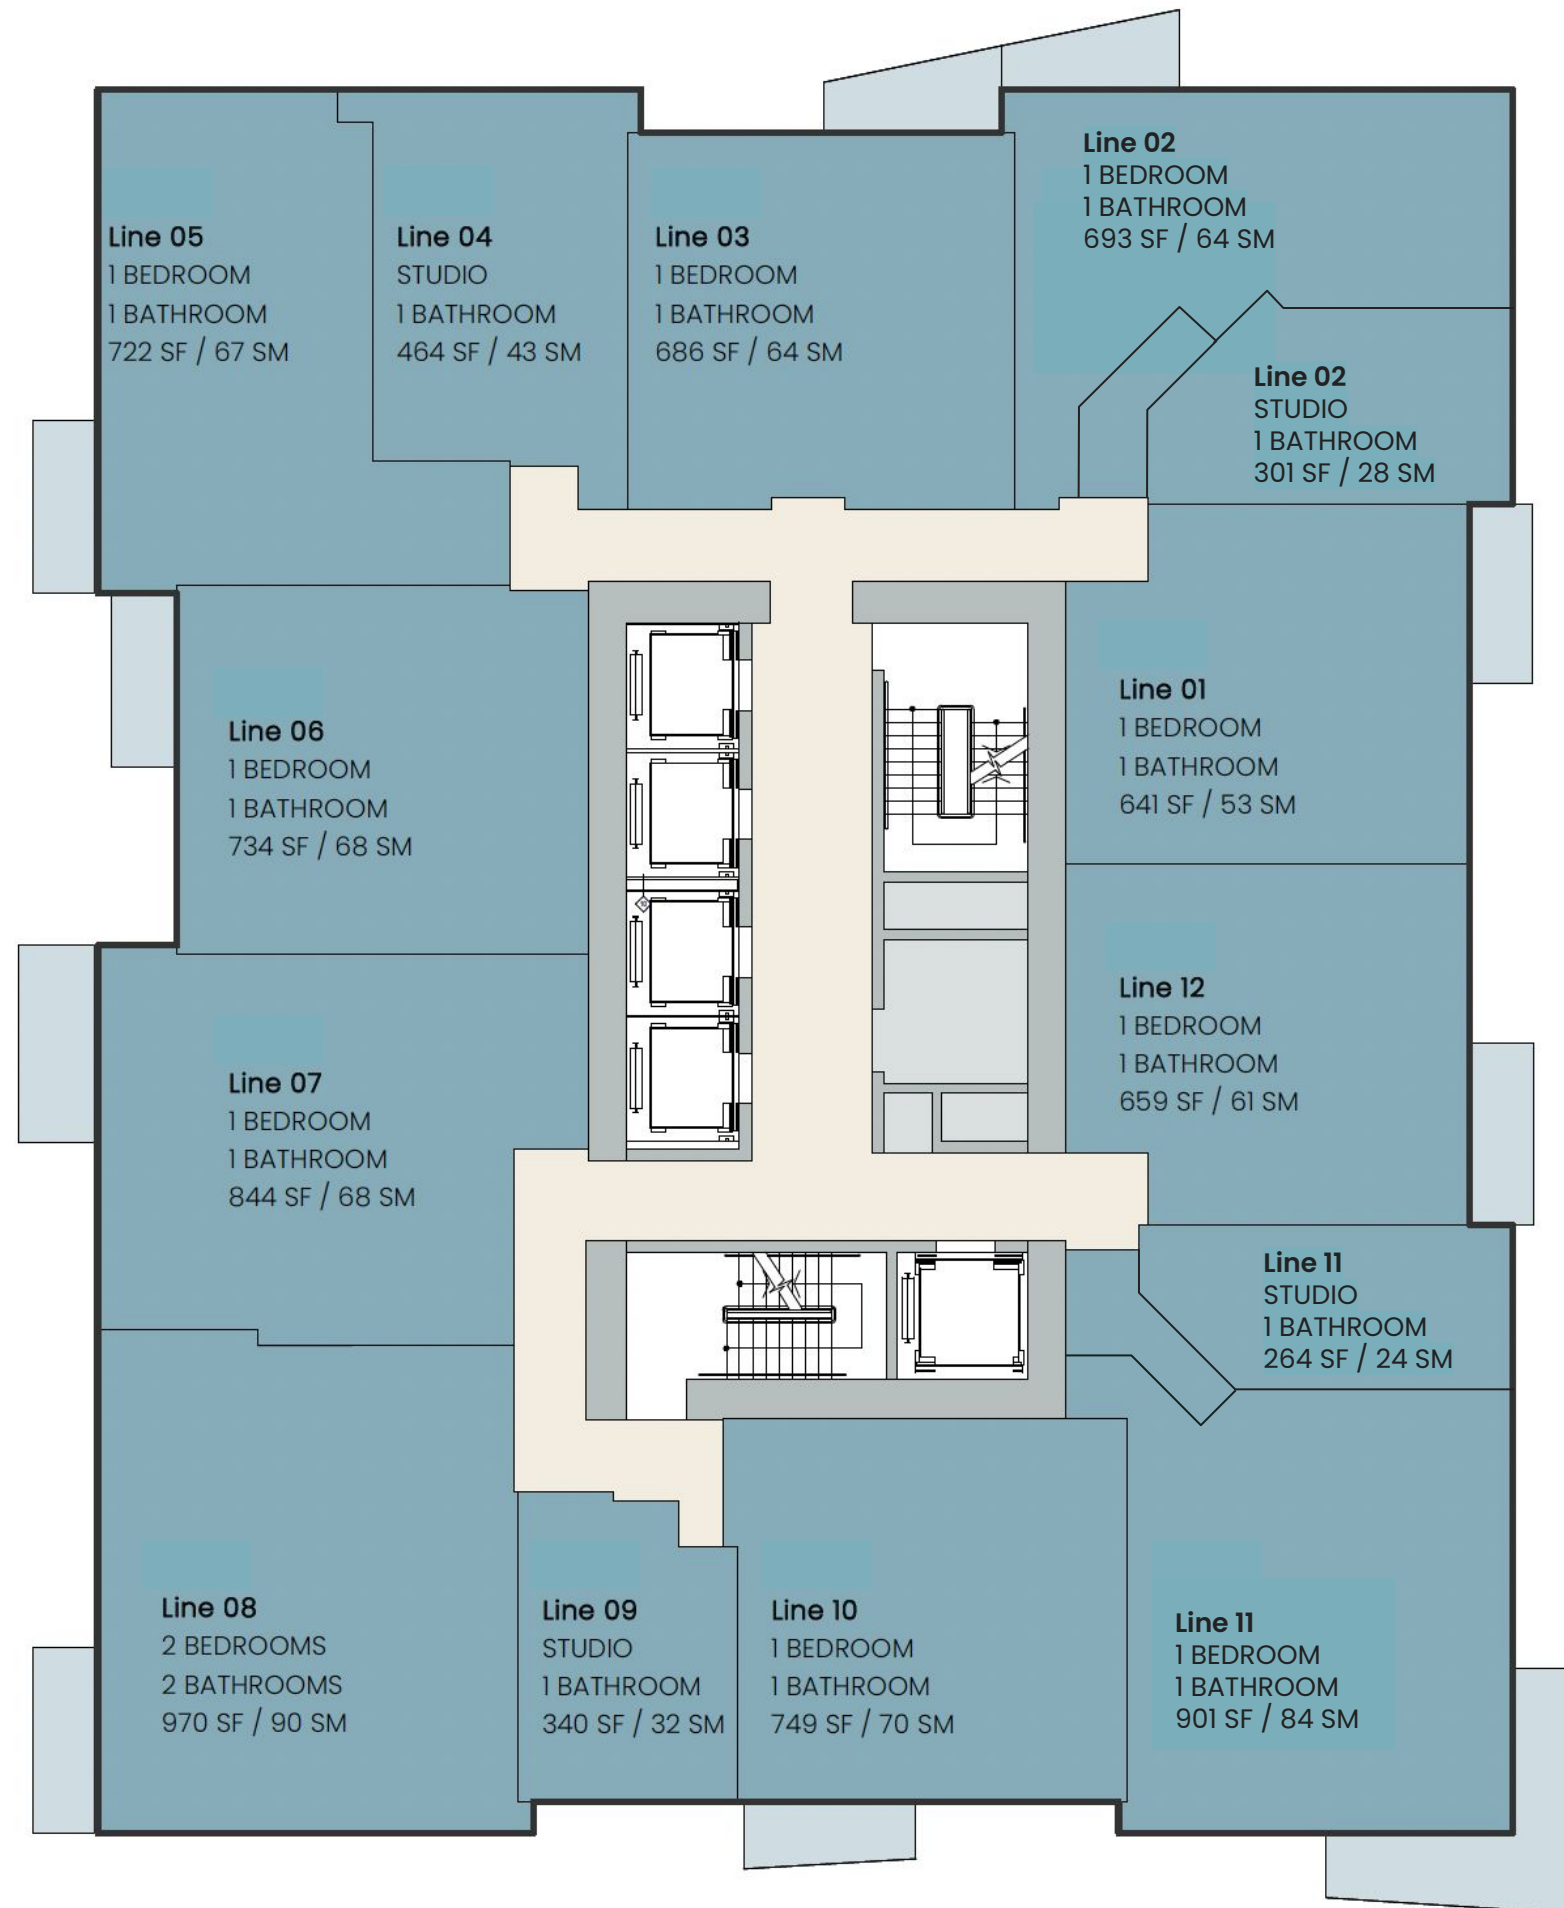 Line 02
1 BEDROOM
1 BATHROOM
693 SF / 64 SM
Line 05
1 BEDROOM
1 BATHROOM
722 SF / 67 SM
Line 04
STUDIO
1 BATHROOM
464 SF / 43 SM
Line 03
1 BEDROOM
1 BATHROOM
686 SF / 64 SM
Line 02
STUDIO
1 BATHROOM
301 SF / 28 SM
Line 06
1 BEDROOM
1 BATHROOM
734 SF / 68 SM
Line 01
1 BEDROOM
1 BATHROOM
641 SF / 53 SM
Line 07
1 BEDROOM
1 BATHROOM
844 SF / 68 SM
Line 12
1 BEDROOM
1 BATHROOM
659 SF / 61 SM
Line 11
STUDIO
1 BATHROOM
264 SF / 24 SM
Line 08
2 BEDROOMS
2 BATHROOMS
970 SF / 90 SM
Line 09
STUDIO
1 BATHROOM
340 SF / 32 SM
Line 10
1 BEDROOM
1 BATHROOM
749 SF / 70 SM
Line 11
1 BEDROOM
1 BATHROOM
901 SF / 84 SM